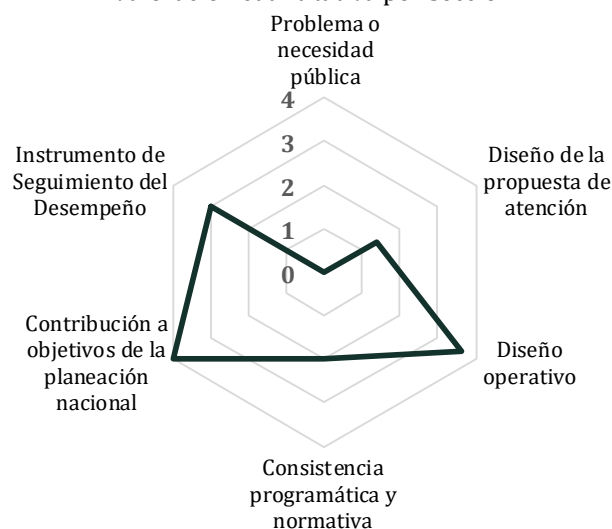 Problema o
necesidad
pública
4
3
2
1
0
Diseño de la
propuesta de
atención
Diseño
operativo
Consistencia
programática y
normativa
Contribución a
objetivos de la
planeación
nacional
Instrumento de
Seguimiento del
Desempeño